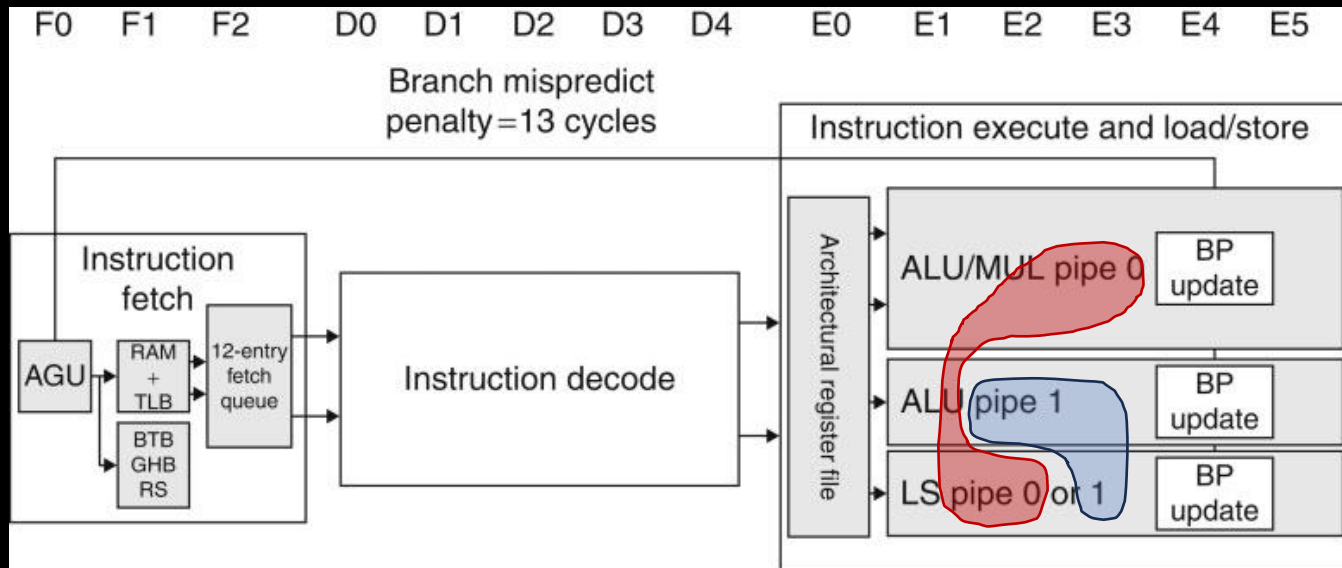 F0 F1 F2 D0 D1 D2 D3 D4 E0 E1 E2 E3 E4 E5
Branch mispredict
penalty=13 cycles
Instruction execute and load/store
Instruction
fetch
AGU
RAM
+
TLB
BTB
GHB
RS
12-entry
fetch
queue
Instruction decode
Architectural register file
ALU/MUL pipe 0
BP
update
ALU pipe 1
BP
update
LS pipe 0 or 1
BP
update